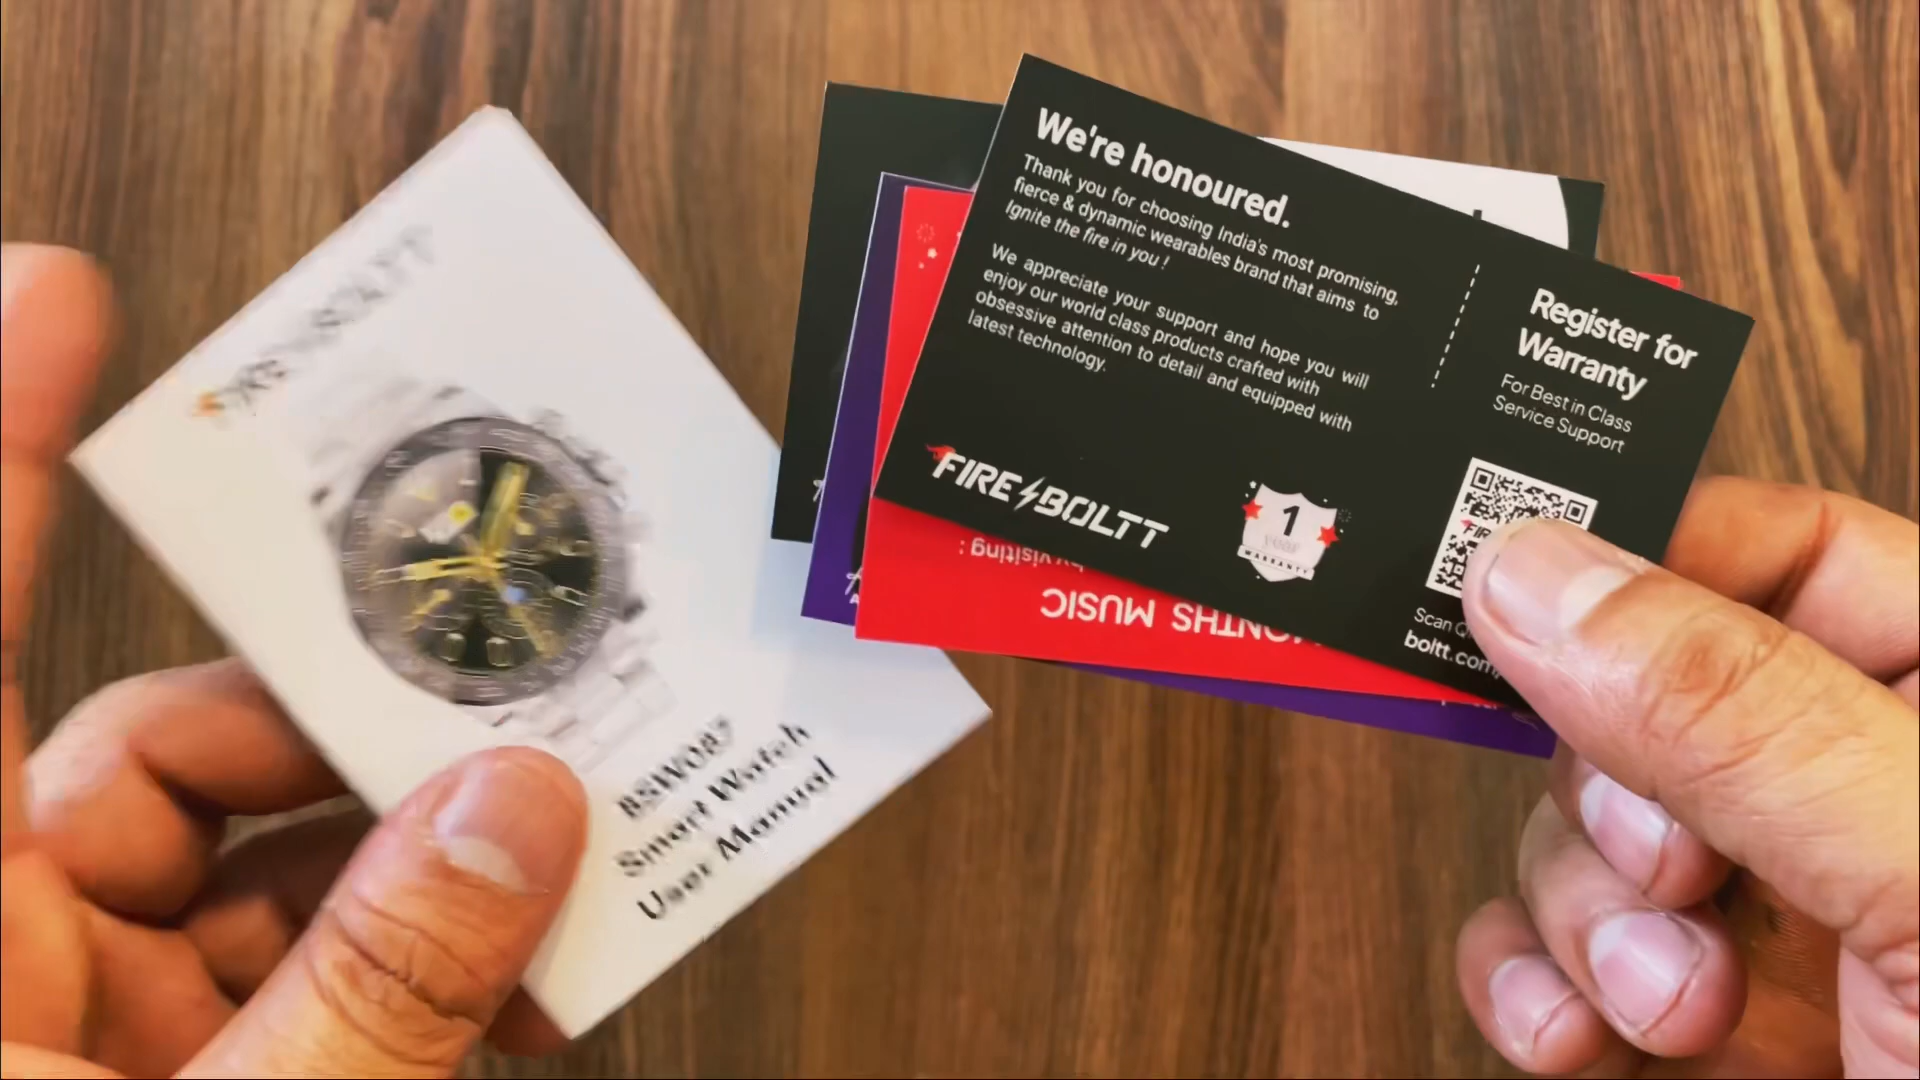 BSW087
Smart Watch
User Manual
We're honoured.
Thank you for choosing India's most promising,
fierce & dynamic wearables brand that aims to
Ignite the fire in you !
We appreciate your support and hope you will
enjoy our world class products crafted with
obsessive attention to detail and equipped with
latest technology.
FIRE BOLTT
1
year
WARRANTY
Register for
Warranty
For Best in Class
Service Support
Scan
boltt.com
by visiting :
MONTHS MUSIC